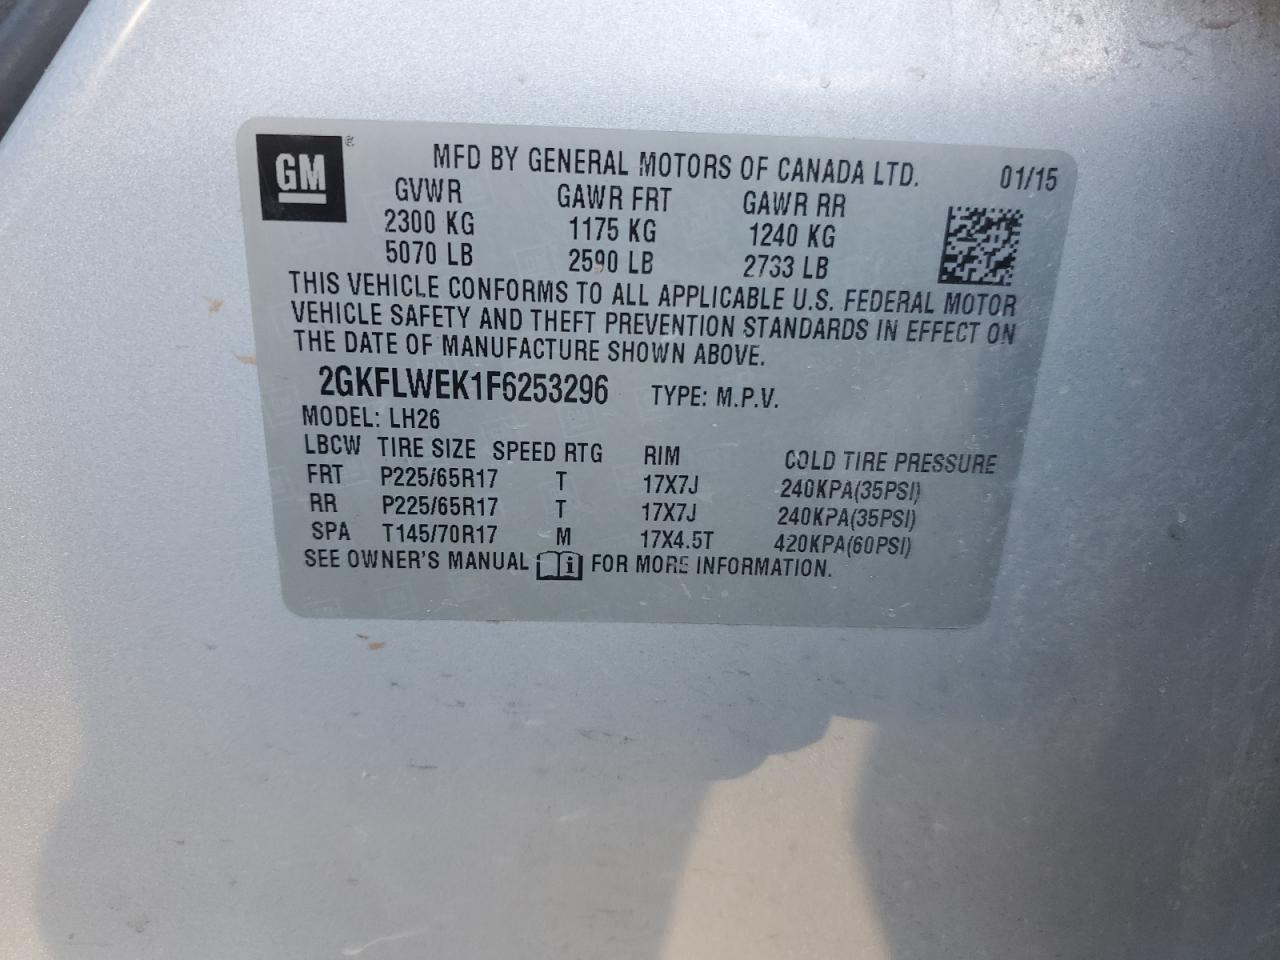 GM ®
MFD BY GENERAL MOTORS OF CANADA LTD. 01/15
GVWR GAWR FRT GAWR RR
2300 KG 1175 KG 1240 KG
5070 LB 2590 LB 2733 LB
THIS VEHICLE CONFORMS TO ALL APPLICABLE U.S. FEDERAL MOTOR
VEHICLE SAFETY AND THEFT PREVENTION STANDARDS IN EFFECT ON
THE DATE OF MANUFACTURE SHOWN ABOVE.
2GKFLWEK1F6253296 TYPE: M.P.V.
MODEL: LH26
LBCW TIRE SIZE SPEED RTG RIM COLD TIRE PRESSURE
FRT P225/65R17 T 17X7J 240KPA(35PSI)
RR P225/65R17 T 17X7J 240KPA(35PSI)
SPA T145/70R17 M 17X4.5T 420KPA(60PSI)
SEE OWNER'S MANUAL i FOR MORE INFORMATION.